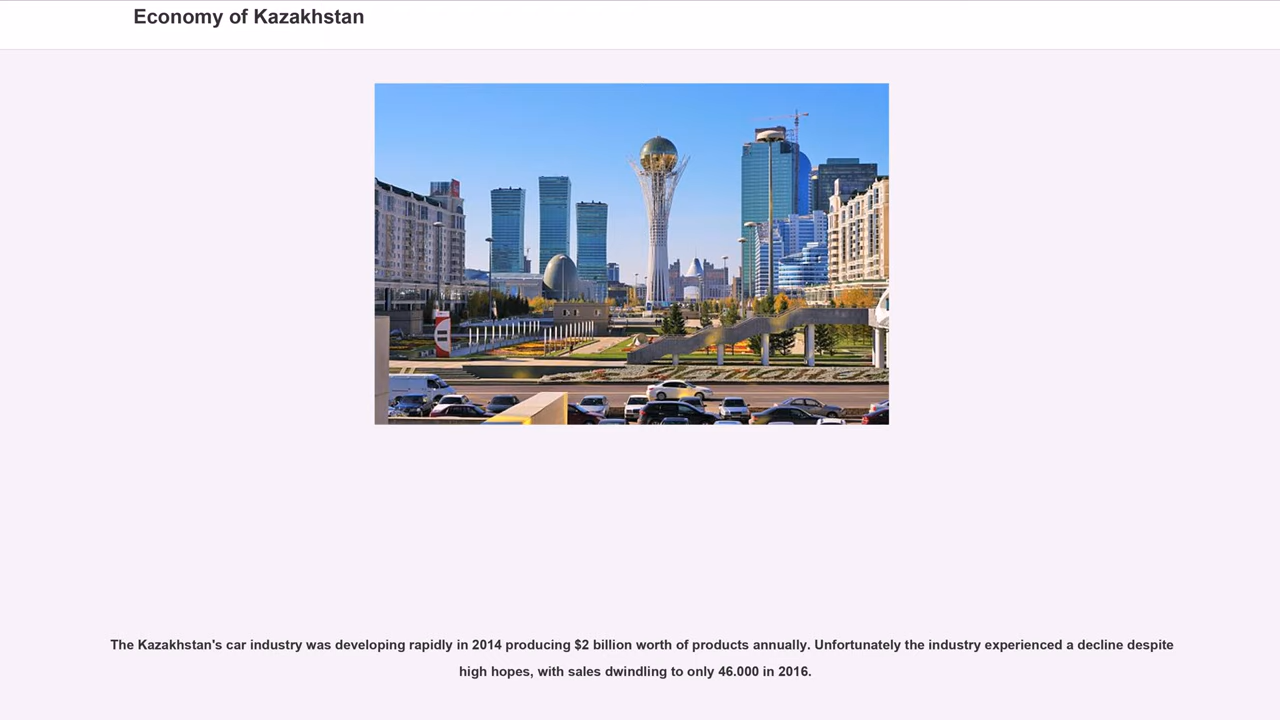 Economy of Kazakhstan
The Kazakhstan's car industry was developing rapidly in 2014 producing $2 billion worth of products annually. Unfortunately the industry experienced a decline despite
high hopes, with sales dwindling to only 46.000 in 2016.